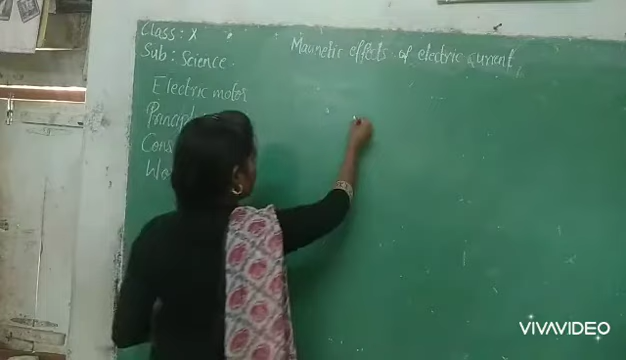 Class: X
Sub: Science
Magnetic effects of electric current
Electric motor
VIVAVIDEO